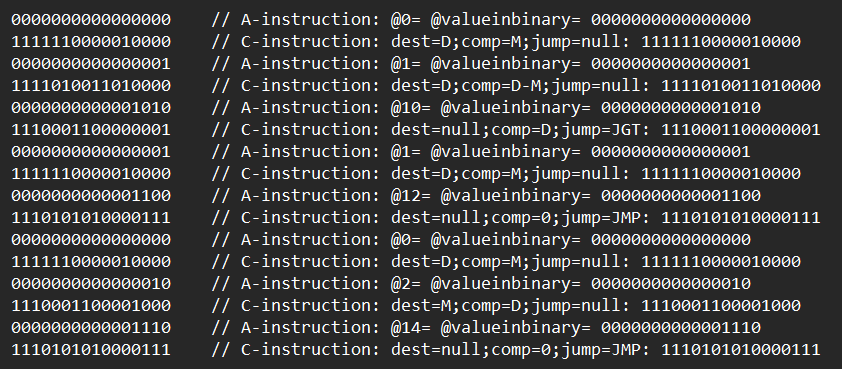 0000000000000000    // A-instruction: @0= @valueinbinary= 0000000000000000
1111110000010000    // C-instruction: dest=D;comp=M;jump=null: 1111110000010000
0000000000000001    // A-instruction: @1= @valueinbinary= 0000000000000001
1111010011010000    // C-instruction: dest=D;comp=D-M;jump=null: 1111010011010000
0000000000001010    // A-instruction: @10= @valueinbinary= 0000000000001010
1110001100000001    // C-instruction: dest=null;comp=D;jump=JGT: 1110001100000001
0000000000000001    // A-instruction: @1= @valueinbinary= 0000000000000001
1111110000010000    // C-instruction: dest=D;comp=M;jump=null: 1111110000010000
0000000000001100    // A-instruction: @12= @valueinbinary= 0000000000001100
1110101010000111    // C-instruction: dest=null;comp=0;jump=JMP: 1110101010000111
0000000000000000    // A-instruction: @0= @valueinbinary= 0000000000000000
1111110000010000    // C-instruction: dest=D;comp=M;jump=null: 1111110000010000
0000000000000010    // A-instruction: @2= @valueinbinary= 0000000000000010
1110001100001000    // C-instruction: dest=M;comp=D;jump=null: 1110001100001000
0000000000001110    // A-instruction: @14= @valueinbinary= 0000000000001110
1110101010000111    // C-instruction: dest=null;comp=0;jump=JMP: 1110101010000111